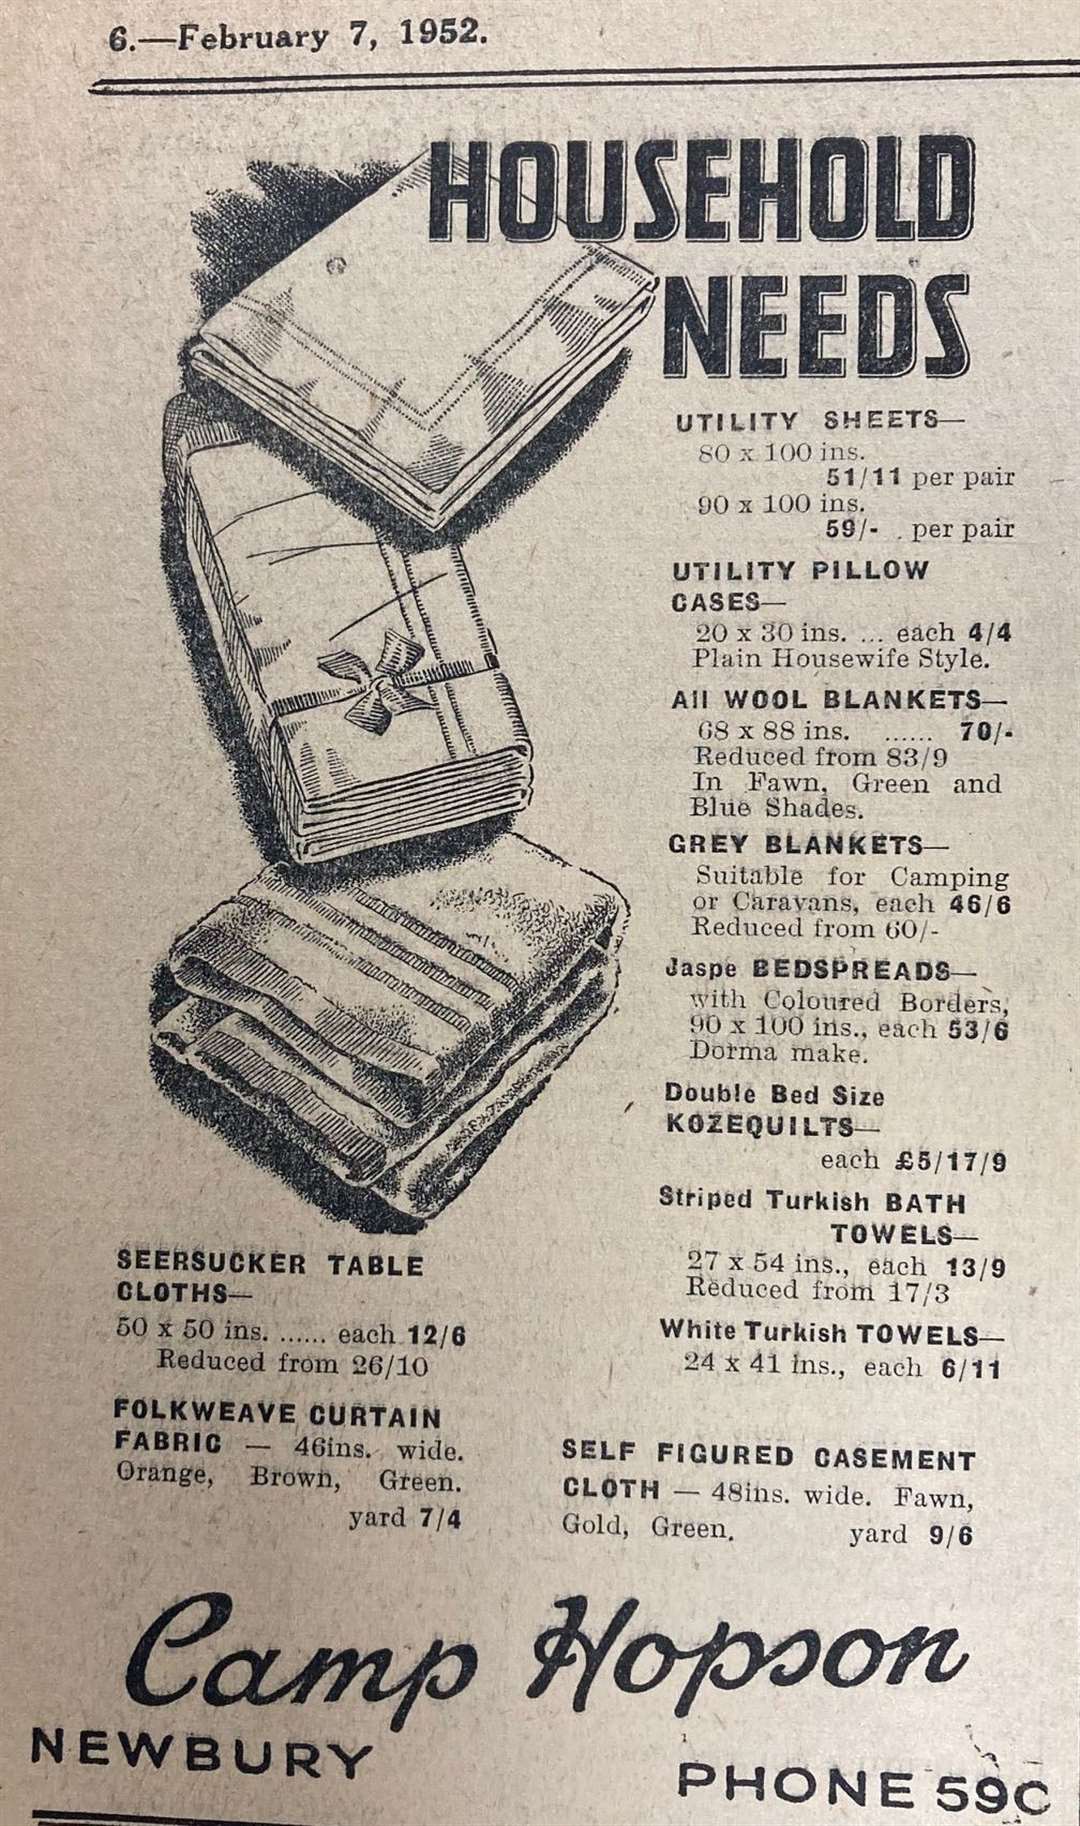 6.—February 7, 1952.
HOUSEHOLD
NEEDS
UTILITY SHEETS—
80 x 100 ins.
51/11 per pair
90 x 100 ins.
59/- . per pair
UTILITY PILLOW
CASES—
20 x 30 ins. ... each 4/4
Plain Housewife Style.
All WOOL BLANKETS—
68 x 88 ins. ...... 70/-
Reduced from 83/9
In Fawn, Green and
Blue Shades.
GREY BLANKETS—
Suitable for Camping
or Caravans, each 46/6
Reduced from 60/-
Jaspe BEDSPREADS—
with Coloured Borders,
90 x 100 ins., each 53/6
Dorma make.
Double Bed Size
KOZEQUILTS—
each £5/17/9
Striped Turkish BATH
TOWELS—
27 x 54 ins., each 13/9
Reduced from 17/3
White Turkish TOWELS—
24 x 41 ins., each 6/11
SEERSUCKER TABLE
CLOTHS—
50 x 50 ins. ...... each 12/6
Reduced from 26/10
FOLKWEAVE CURTAIN
FABRIC — 46ins. wide.
Orange, Brown, Green.
yard 7/4
SELF FIGURED CASEMENT
CLOTH — 48ins. wide. Fawn,
Gold, Green. yard 9/6
Camp Hopson
NEWBURY
PHONE